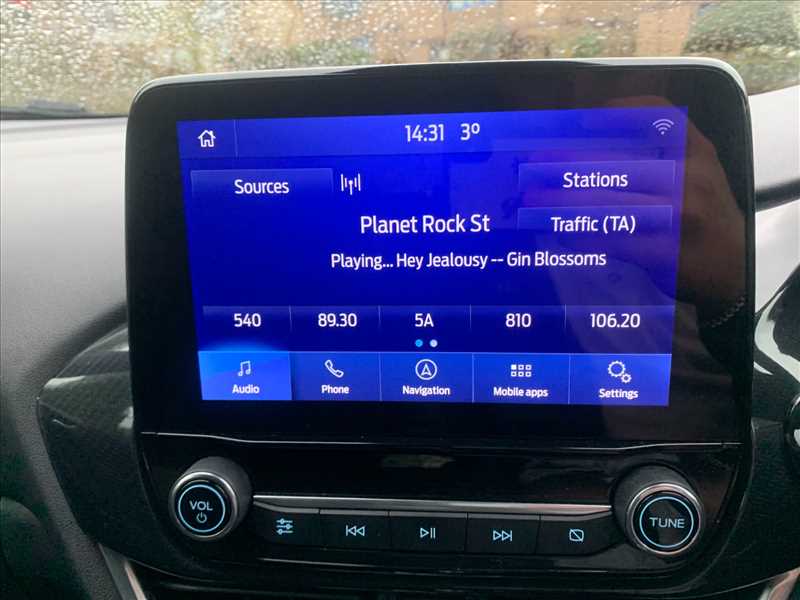 14:31 3º
Sources
Stations
Planet Rock St
Traffic (TA)
Playing... Hey Jealousy -- Gin Blossoms
540 89.30 5A 810 106.20
Audio Phone Navigation Mobile apps Settings
VOL
TUNE